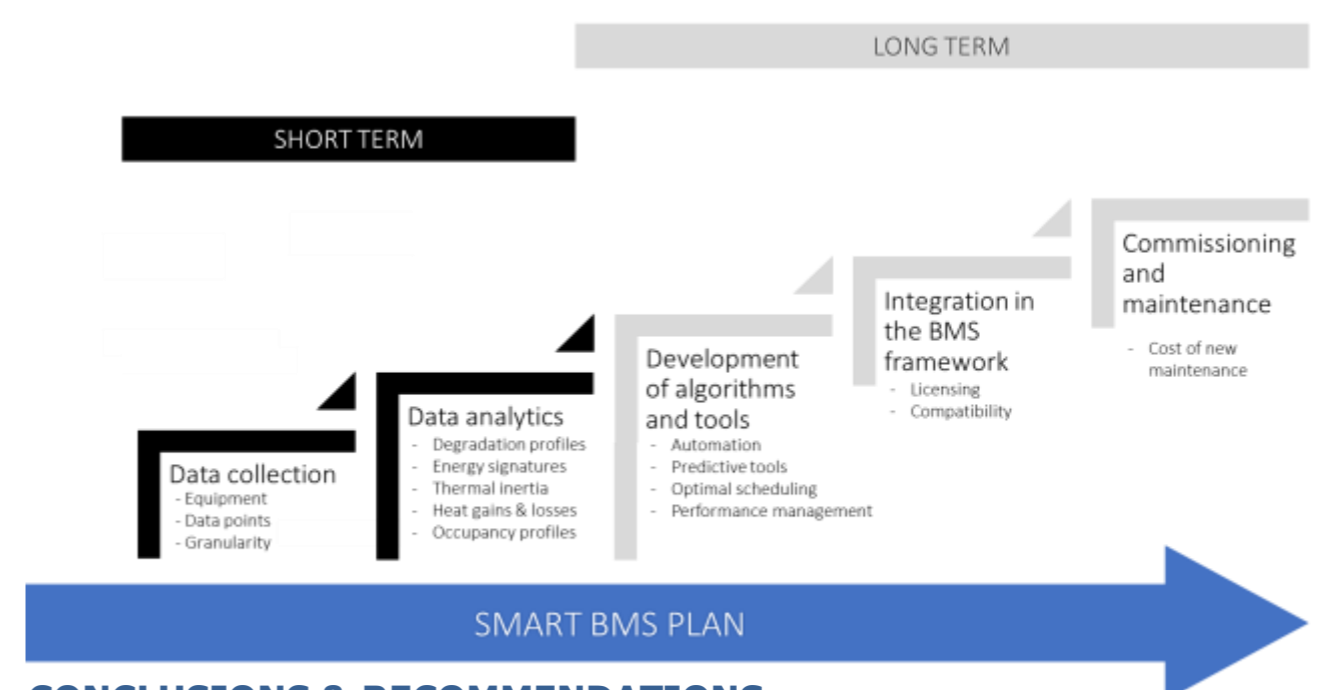 LONG TERM
SHORT TERM
Data collection
- Equipment
- Data points
- Granularity
Data analytics
- Degradation profiles
- Energy signatures
- Thermal inertia
- Heat gains & losses
- Occupancy profiles
Development
of algorithms
and tools
- Automation
- Predictive tools
- Optimal scheduling
- Performance management
Integration in
the BMS
framework
- Licensing
- Compatibility
Commissioning
and
maintenance
- Cost of new
maintenance
SMART BMS PLAN
CONCLUSIONS & RECOMMENDATIONS